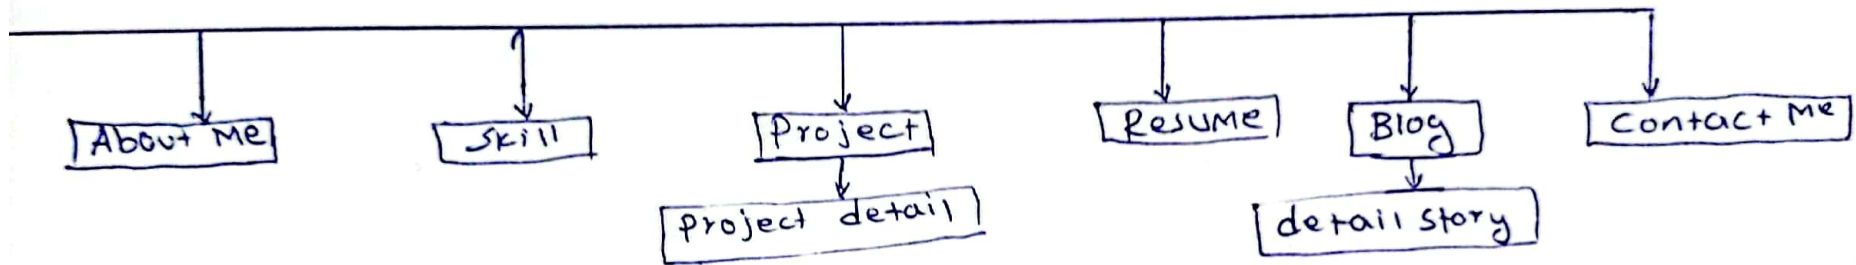 About Me
Skill
Project
Resume
Blog
Contact Me
Project detail
detail story